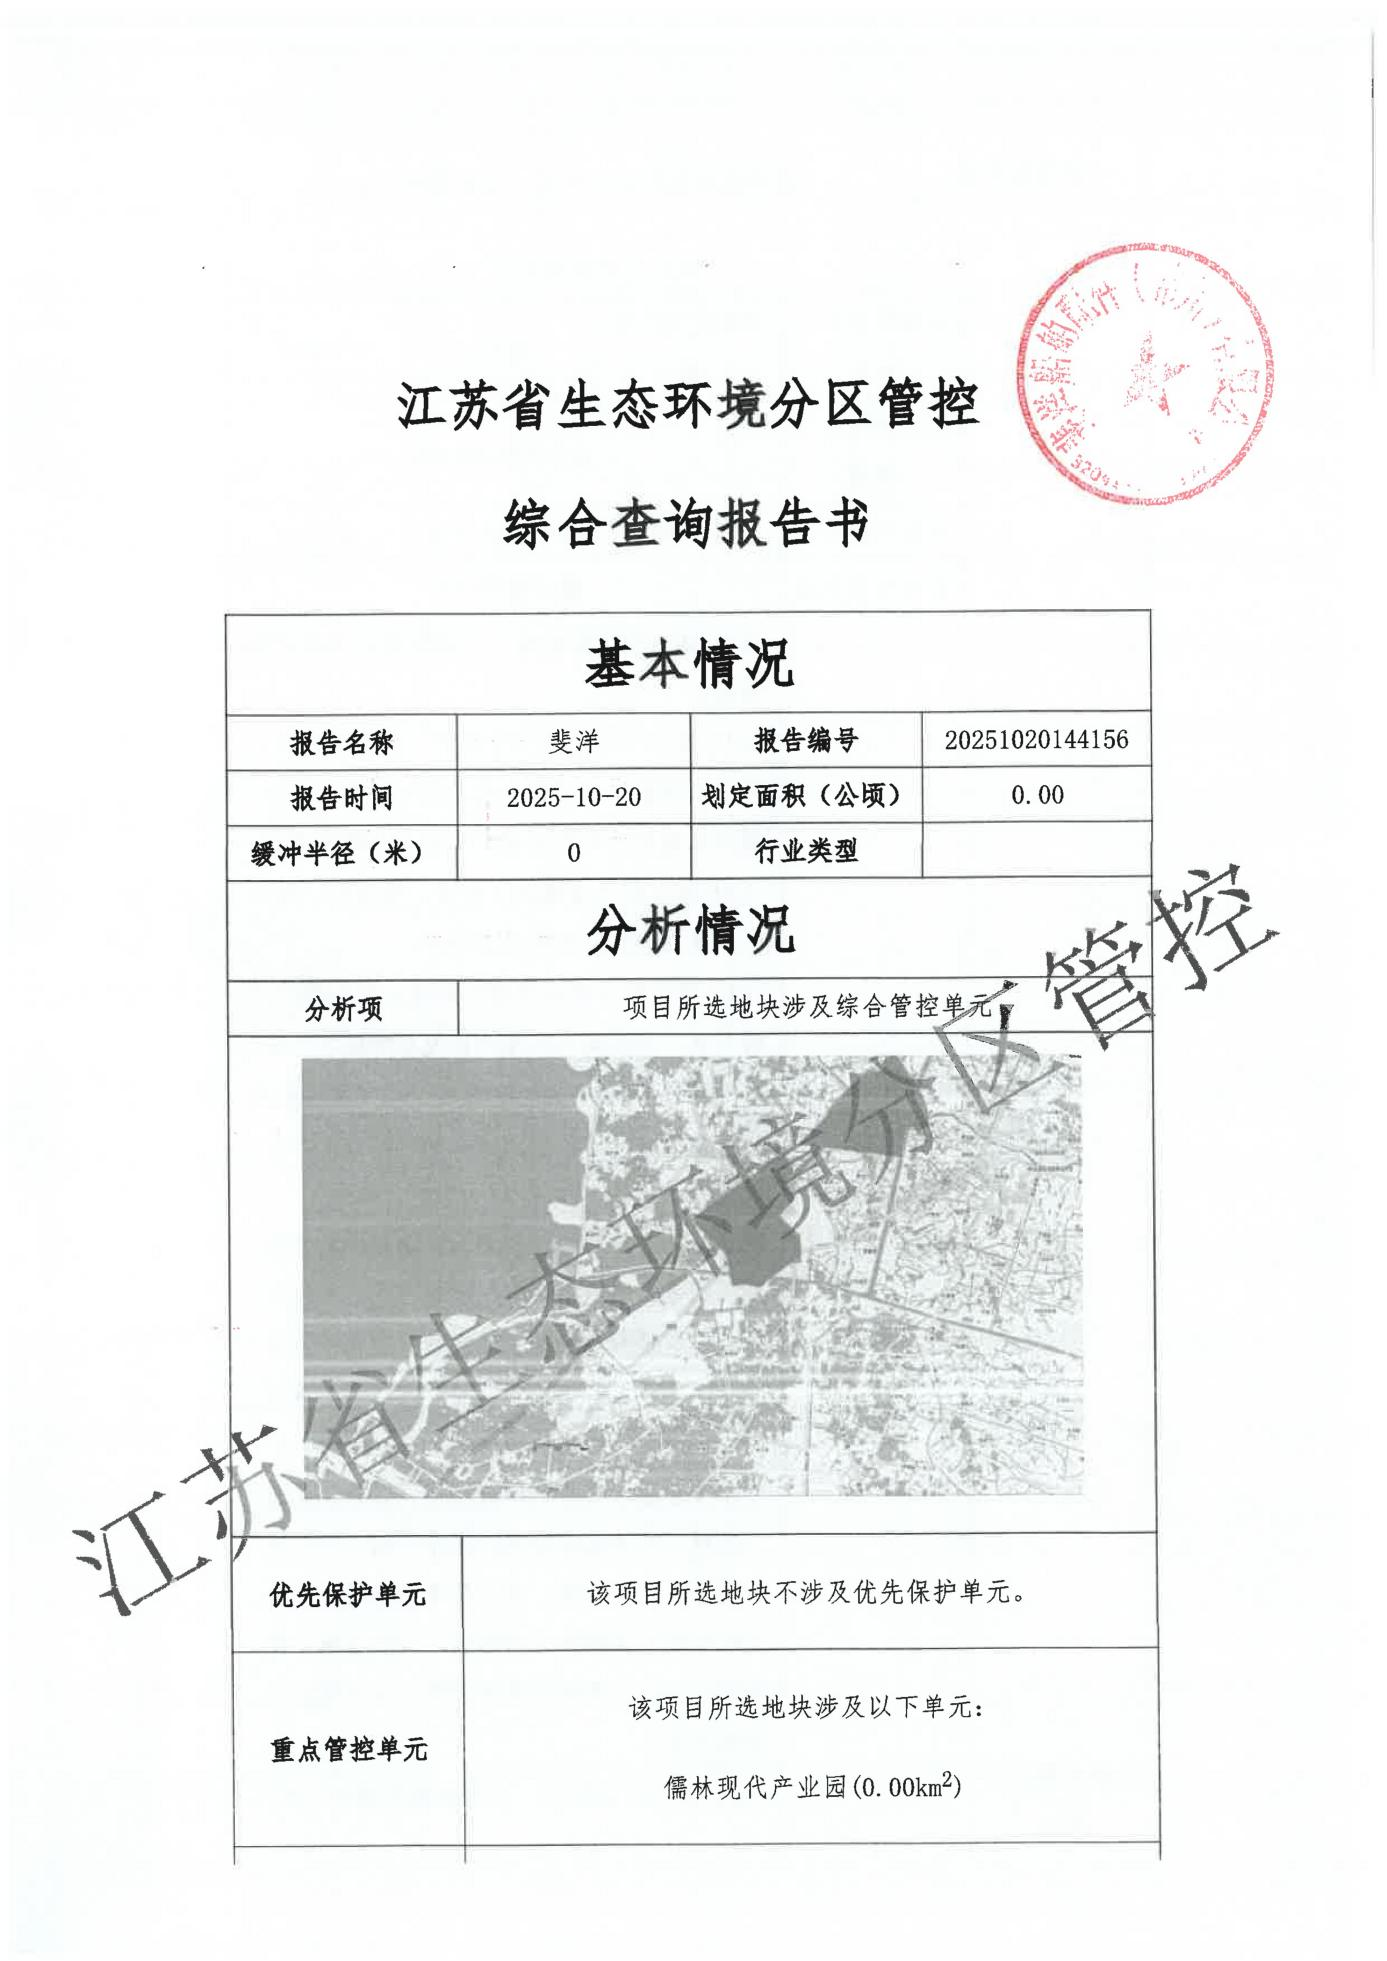 江苏省生态环境分区管控
综合查询报告书
基本情况
报告名称 斐洋 报告编号 20251020144156
报告时间 2025-10-20 划定面积（公顷） 0.00
缓冲半径（米） 0 行业类型
分析情况
分析项 项目所选地块涉及综合管控单元
江苏省生态环境分区管控
优先保护单元 该项目所选地块不涉及优先保护单元。
重点管控单元 该项目所选地块涉及以下单元：
儒林现代产业园(0.00km²)